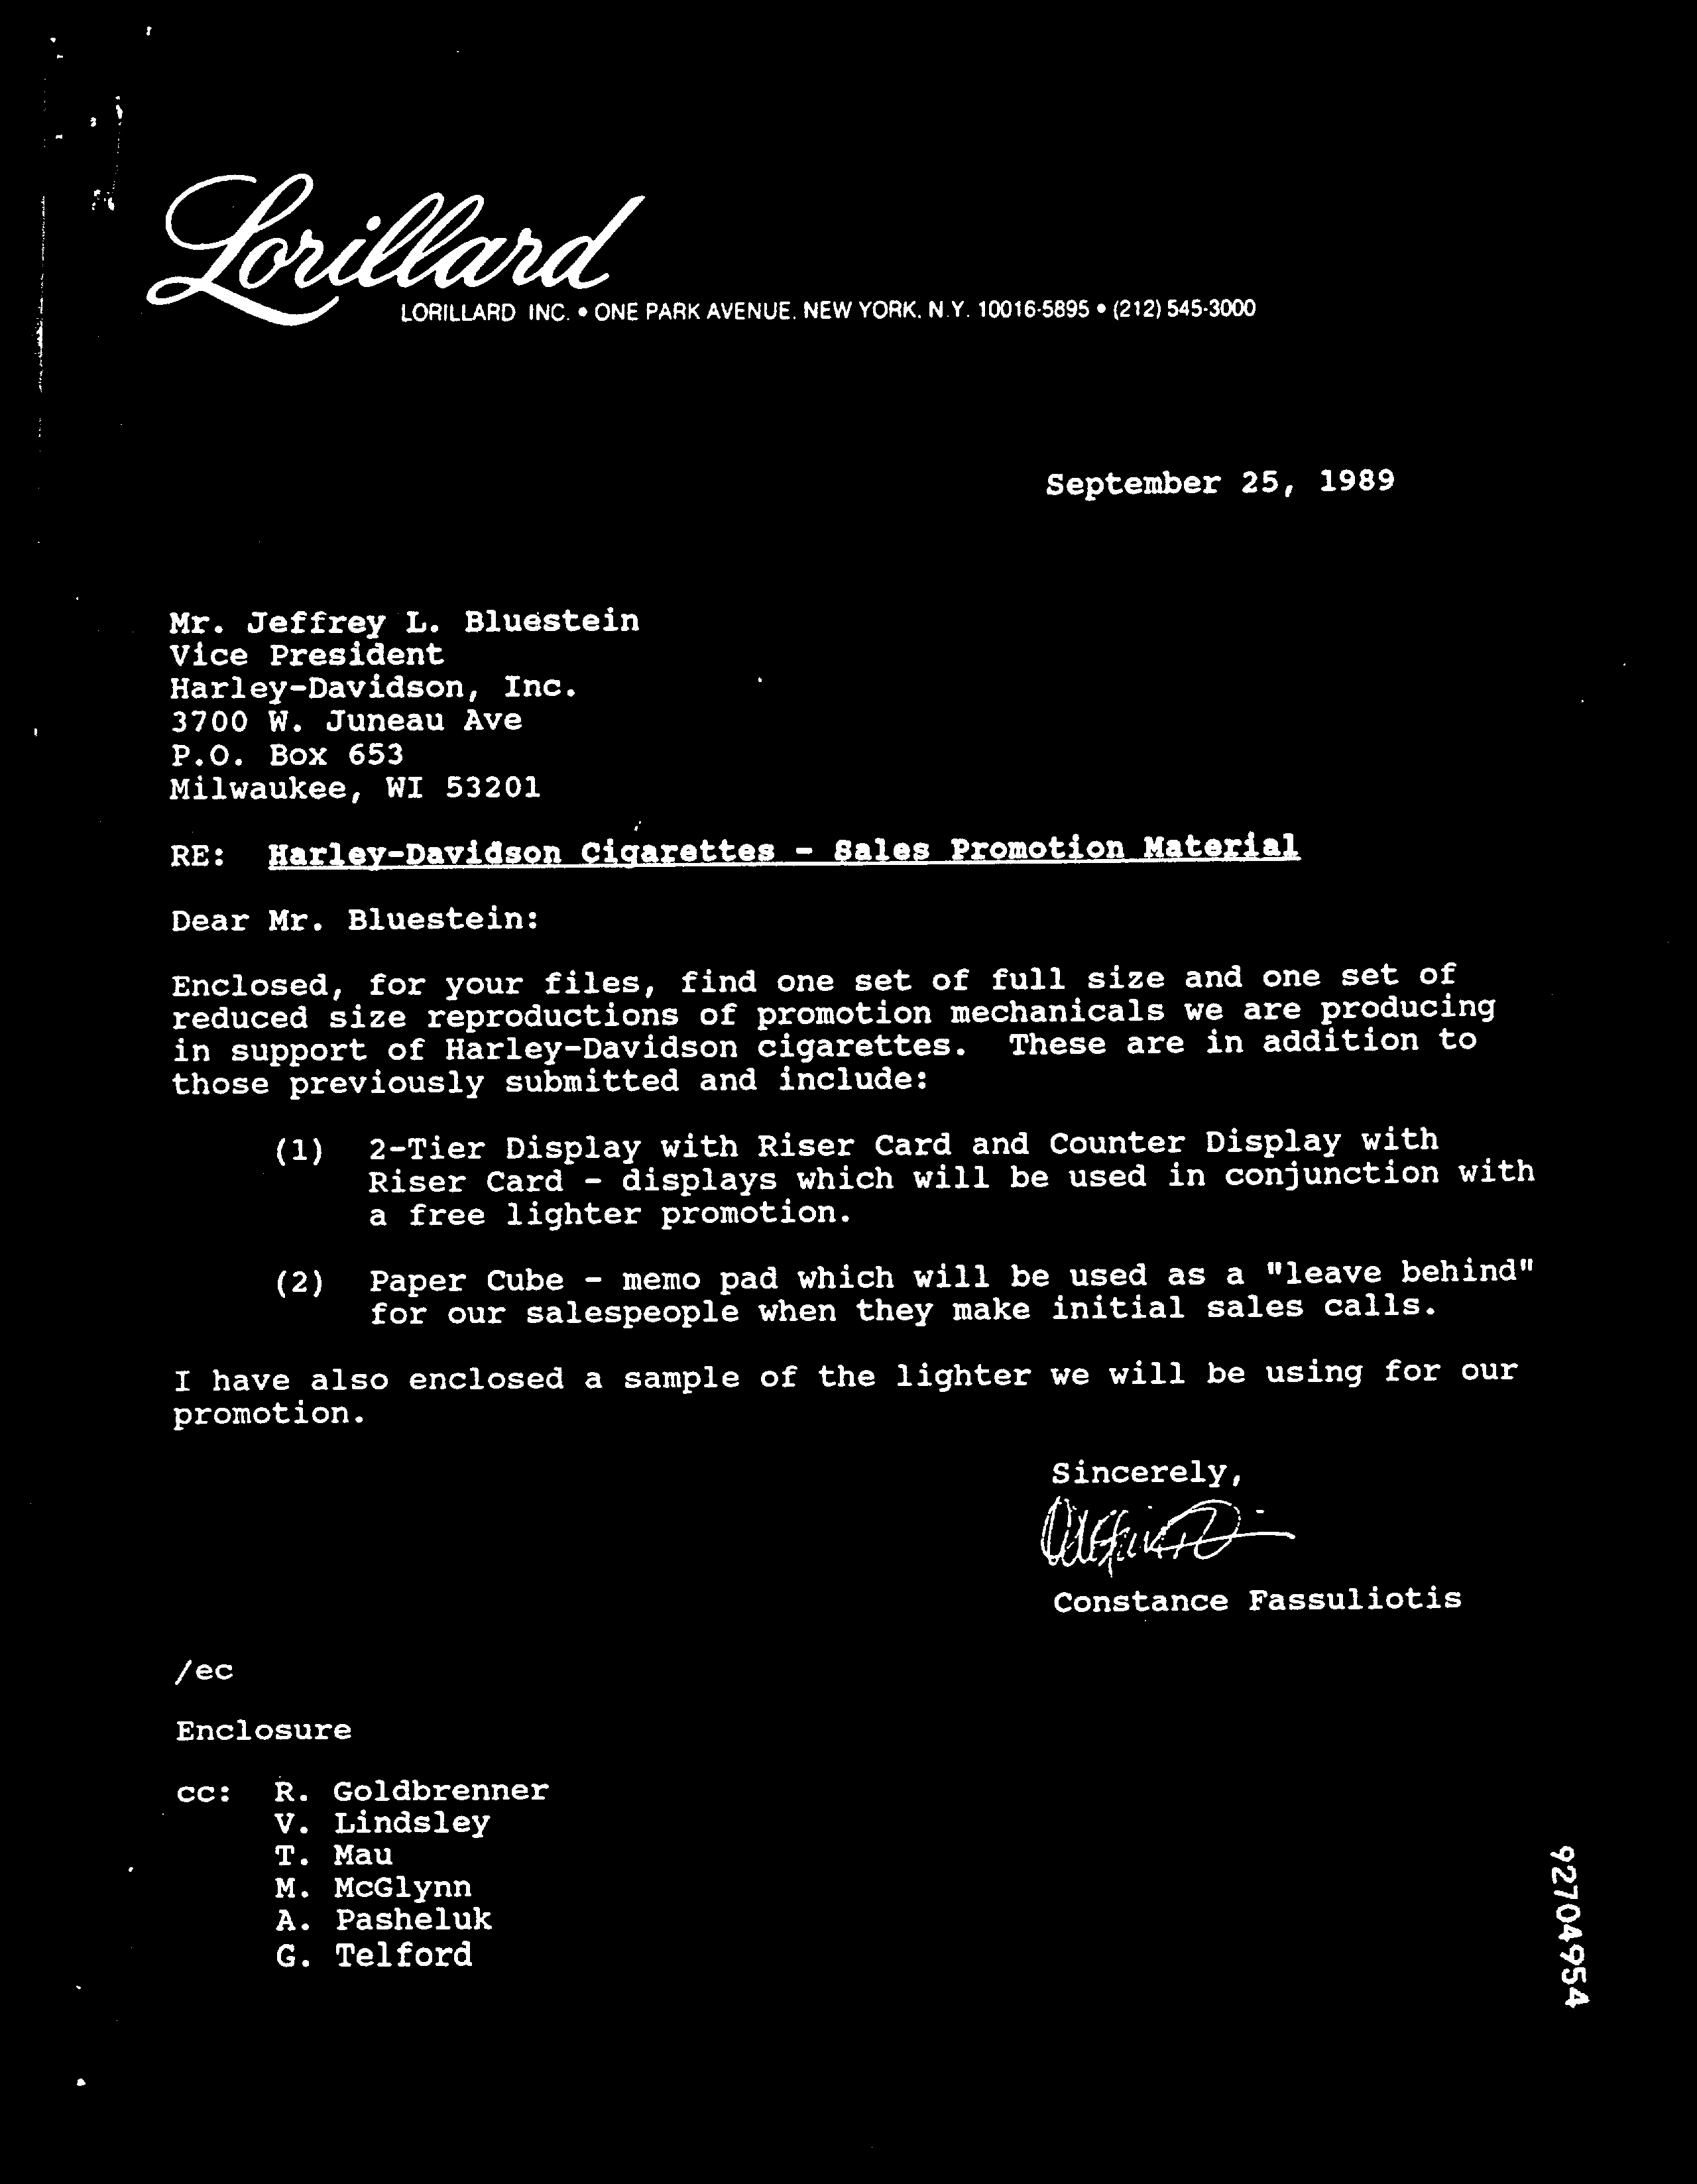 Lorillard
LORILLARD INC. • ONE PARK AVENUE, NEW YORK, N.Y. 10016-5895 • (212) 545-3000
September 25, 1989
Mr. Jeffrey L. Bluestein
Vice President
Harley-Davidson, Inc.
3700 W. Juneau Ave
P.O. Box 653
Milwaukee, WI 53201
RE: Harley-Davidson Cigarettes - Sales Promotion Material
Dear Mr. Bluestein:
Enclosed, for your files, find one set of full size and one set of
reduced size reproductions of promotion mechanicals we are producing
in support of Harley-Davidson cigarettes. These are in addition to
those previously submitted and include:
(1) 2-Tier Display with Riser Card and Counter Display with
Riser Card - displays which will be used in conjunction with
a free lighter promotion.
(2) Paper Cube - memo pad which will be used as a "leave behind"
for our salespeople when they make initial sales calls.
I have also enclosed a sample of the lighter we will be using for our
promotion.
Sincerely,
Constance Fassuliotis
/ec
Enclosure
cc: R. Goldbrenner
V. Lindsley
T. Mau
M. McGlynn
A. Pasheluk
G. Telford
92704954